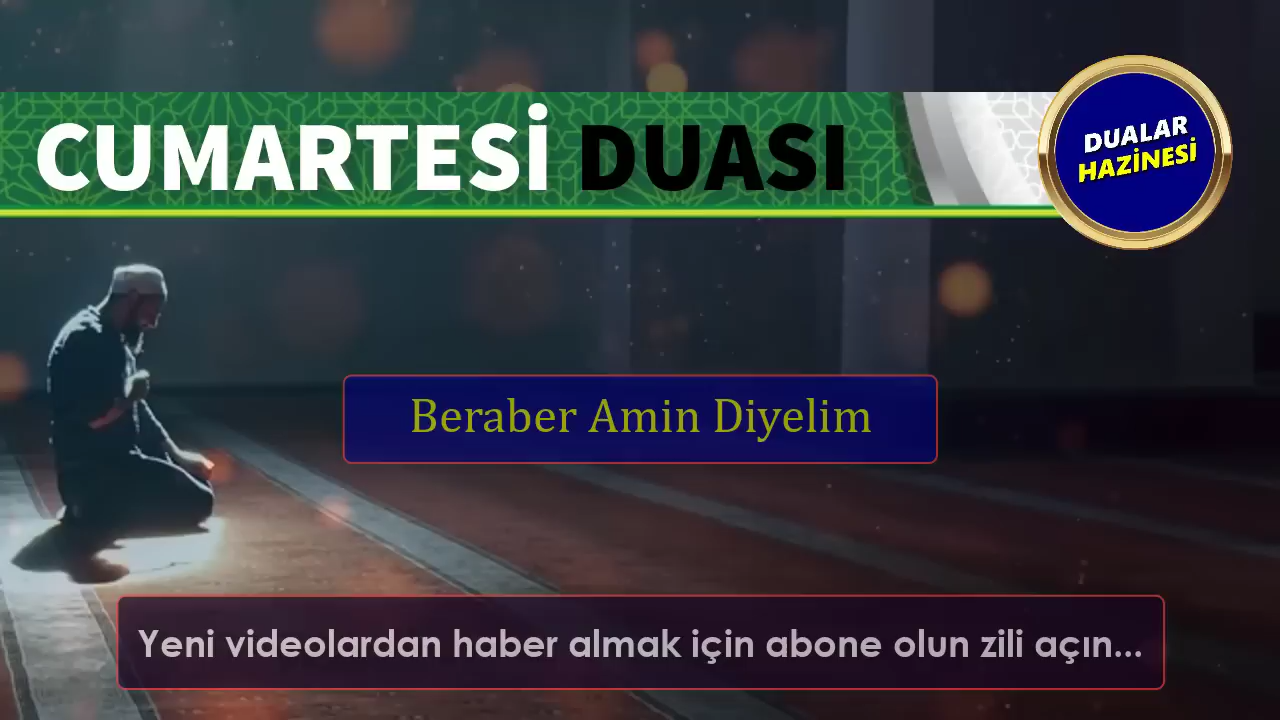 CUMARTESİ DUASI
DUALAR
HAZİNESİ
Beraber Amin Diyelim
Yeni videolardan haber almak için abone olun zili açın...